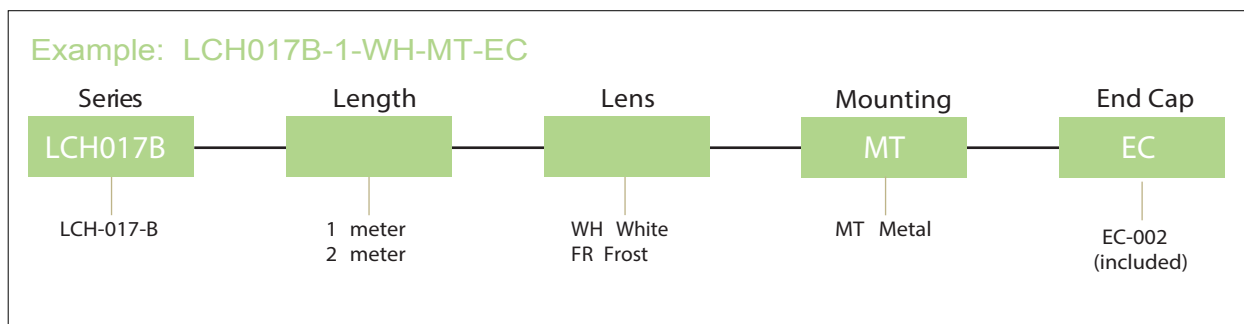 Example: LCH017B-1-WH-MT-EC
Series Length Lens Mounting End Cap
LCH017B MT EC
LCH-017-B 1 meter WH White MT Metal EC-002
2 meter FR Frost (included)